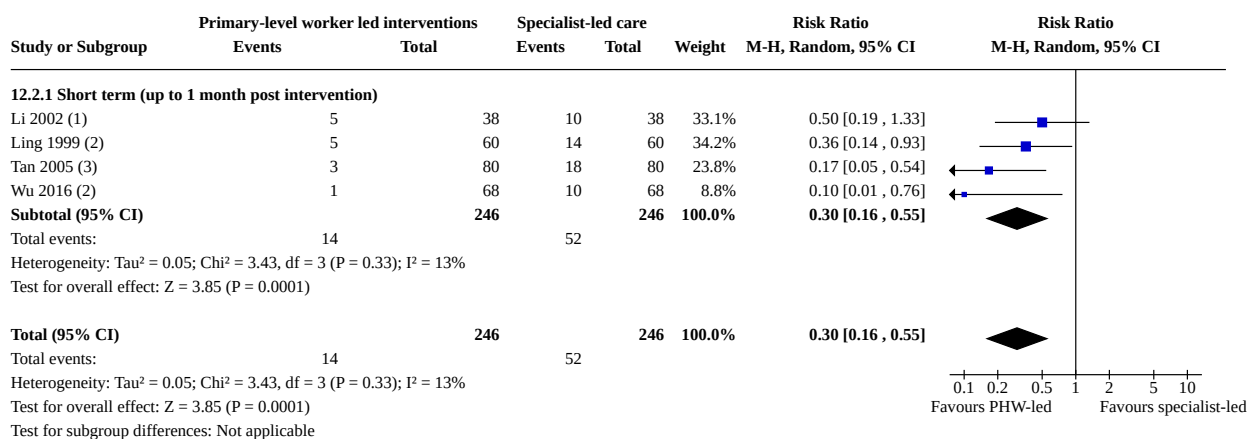 Primary-level worker led interventions Specialist-led care Risk Ratio Risk Ratio
Study or Subgroup Events Total Events Total Weight M-H, Random, 95% CI M-H, Random, 95% CI
12.2.1 Short term (up to 1 month post intervention)
Li 2002 (1) 5 38 10 38 33.1% 0.50 [0.19 , 1.33]
Ling 1999 (2) 5 60 14 60 34.2% 0.36 [0.14 , 0.93]
Tan 2005 (3) 3 80 18 80 23.8% 0.17 [0.05 , 0.54]
Wu 2016 (2) 1 68 10 68 8.8% 0.10 [0.01 , 0.76]
Subtotal (95% CI) 246 246 100.0% 0.30 [0.16 , 0.55]
Total events: 14 52
Heterogeneity: Tau² = 0.05; Chi² = 3.43, df = 3 (P = 0.33); I² = 13%
Test for overall effect: Z = 3.85 (P = 0.0001)
Total (95% CI) 246 246 100.0% 0.30 [0.16 , 0.55]
Total events: 14 52
Heterogeneity: Tau² = 0.05; Chi² = 3.43, df = 3 (P = 0.33); I² = 13% 0.1 0.2 0.5 1 2 5 10
Test for overall effect: Z = 3.85 (P = 0.0001) Favours PHW-led Favours specialist-led
Test for subgroup differences: Not applicable